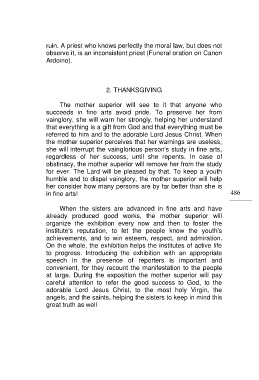 ruin. A priest who knows perfectly the moral law, but does not
observe it, is an inconsistent priest (Funeral oration on Canon
Ardoino).
2. THANKSGIVING
The mother superior will see to it that anyone who
succeeds in fine arts avoid pride. To preserve her from
vainglory, she will warn her strongly, helping her understand
that everything is a gift from God and that everything must be
referred to him and to the adorable Lord Jesus Christ. When
the mother superior perceives that her warnings are useless,
she will interrupt the vainglorious person's study in fine arts,
regardless of her success, until she repents. In case of
obstinacy, the mother superior will remove her from the study
for ever. The Lard will be pleased by that. To keep a youth
humble and to dispel vainglory, the mother superior will help
her consider how many persons are by far better than she is
in fine arts!
486
When the sisters are advanced in fine arts and have
already produced good works, the mother superior will
organize the exhibition every now and then to foster the
institute's reputation, to let the people know the youth's
achievements, and to win esteem, respect, and admiration.
On the whole, the exhibition helps the institutes of active life
to progress. Introducing the exhibition with an appropriate
speech in the presence of reporters is important and
convenient, for they recount the manifestation to the people
at large. During the exposition the mother superior will pay
careful attention to refer the good success to God, to the
adorable Lord Jesus Christ, to the most holy Virgin, the
angels, and the saints, helping the sisters to keep in mind this
great truth as well